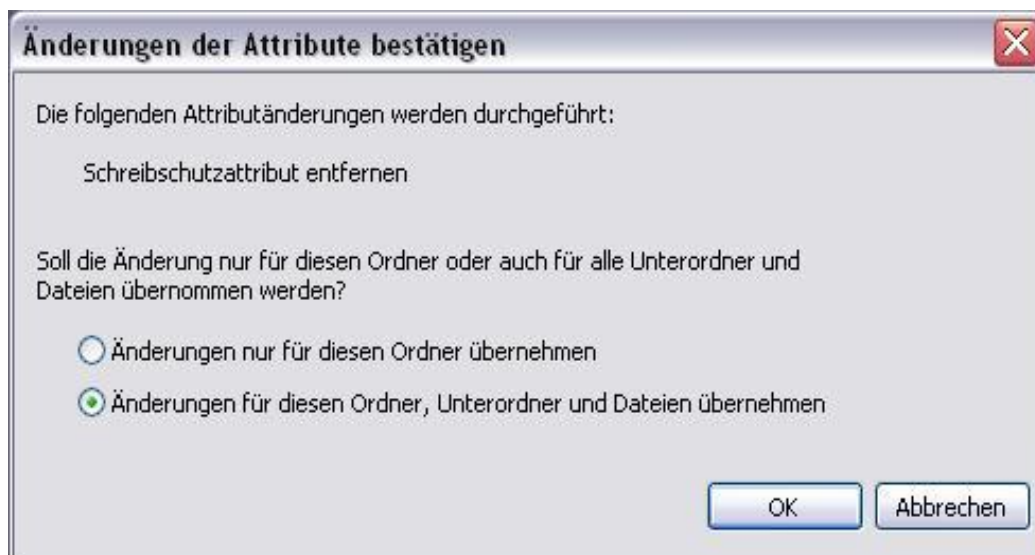 Änderungen der Attribute bestätigen
Die folgenden Attributänderungen werden durchgeführt:
Schreibschutzattribut entfernen
Soll die Änderung nur für diesen Ordner oder auch für alle Unterordner und
Dateien übernommen werden?
Änderungen nur für diesen Ordner übernehmen
Änderungen für diesen Ordner, Unterordner und Dateien übernehmen
OK
Abbrechen